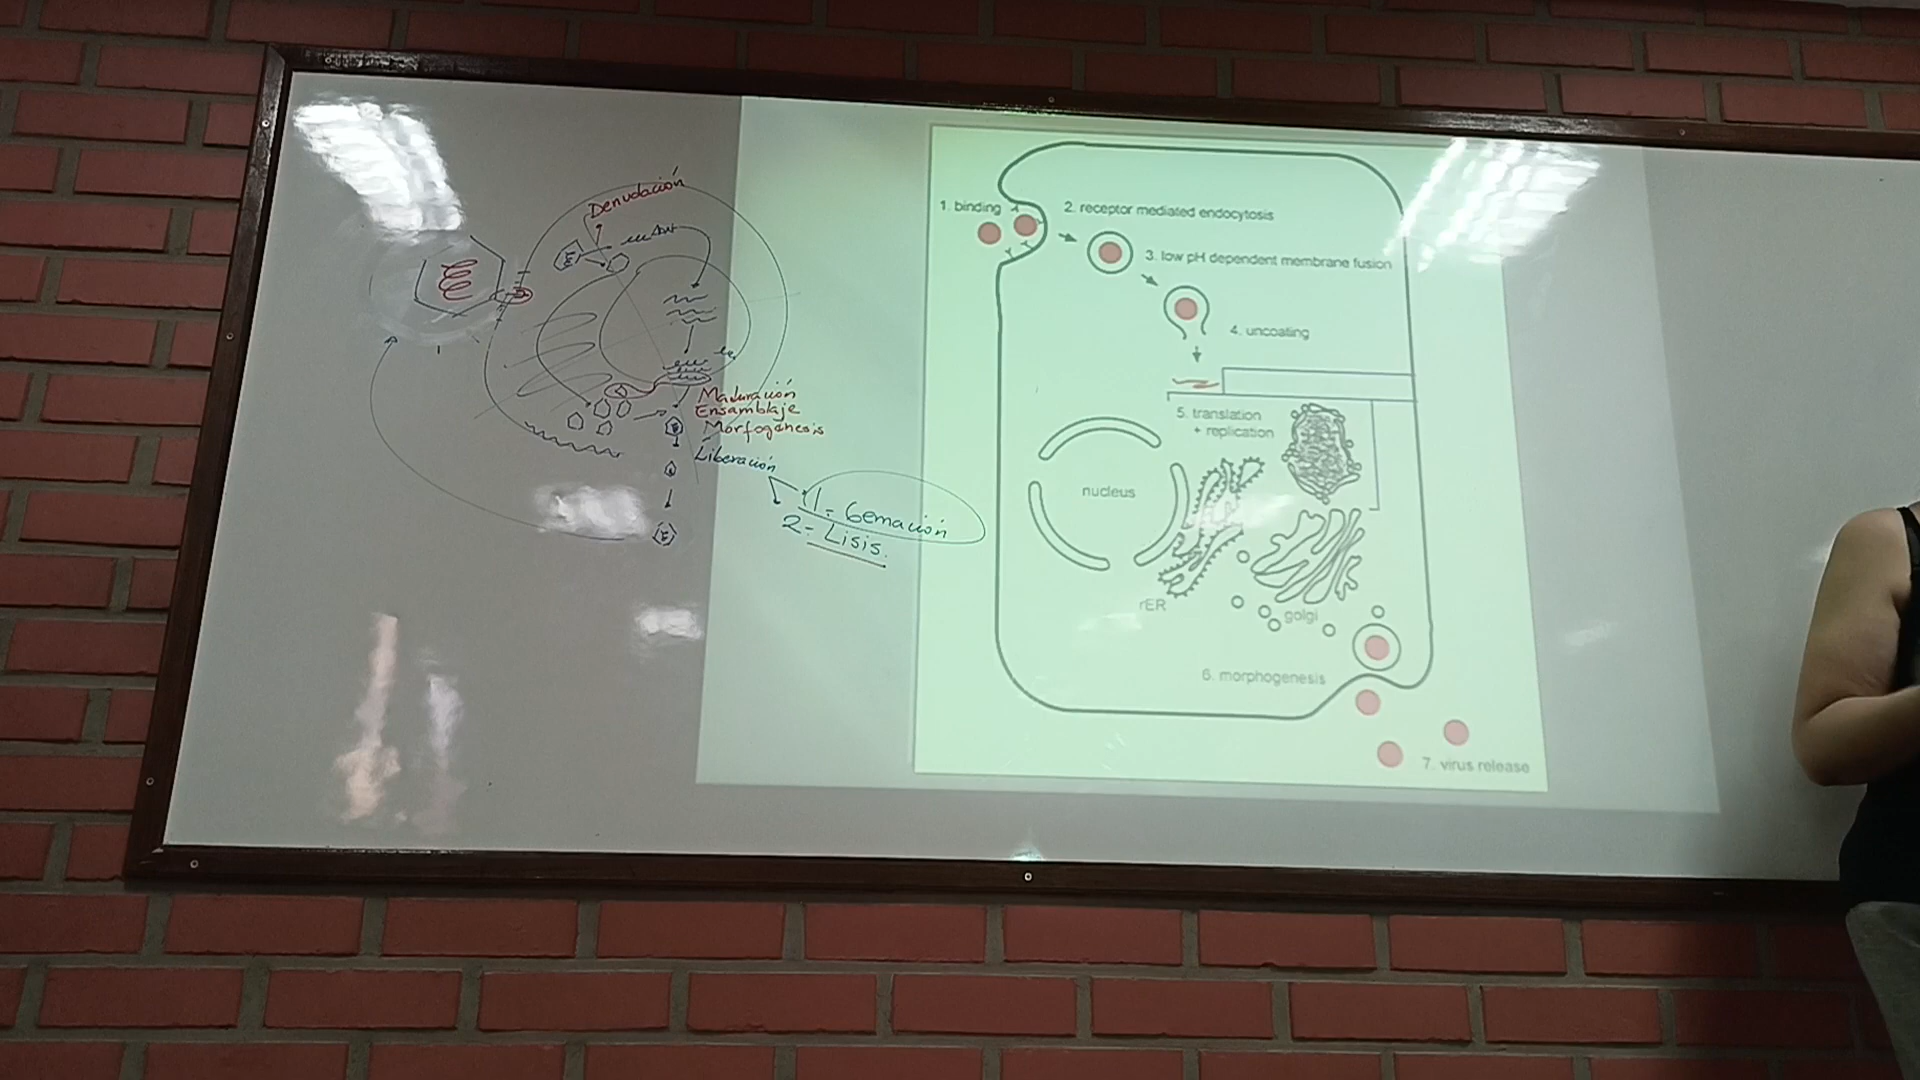 Denudación
Maduración
Ensamblaje
Morfogénesis
Liberación
1= Gemación
2= Lisis.
1. binding
2. receptor mediated endocytosis
3. low pH dependent membrane fusion
4. uncoating
5. translation
+ replication
nucleus
rER
golgi
6. morphogenesis
7. virus release